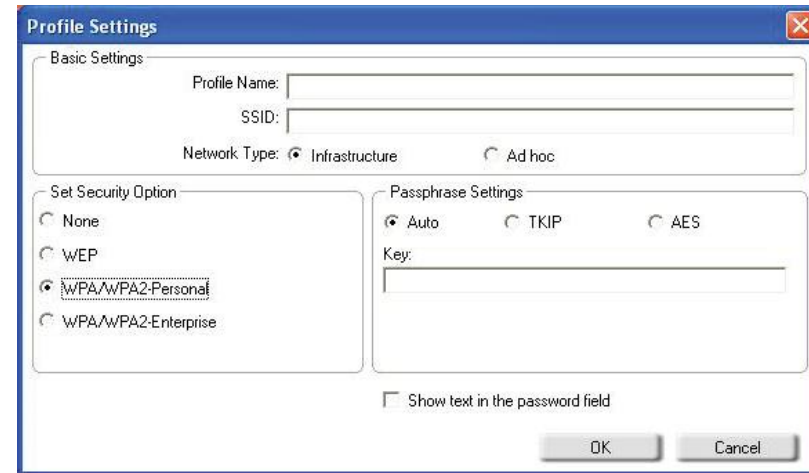 Profile Settings
Basic Settings
Profile Name:
SSID:
Network Type: Infrastructure Ad hoc
Set Security Option
None
WEP
WPA/WPA2-Personal
WPA/WPA2-Enterprise
Passphrase Settings
Auto TKIP AES
Key:
Show text in the password field
OK Cancel